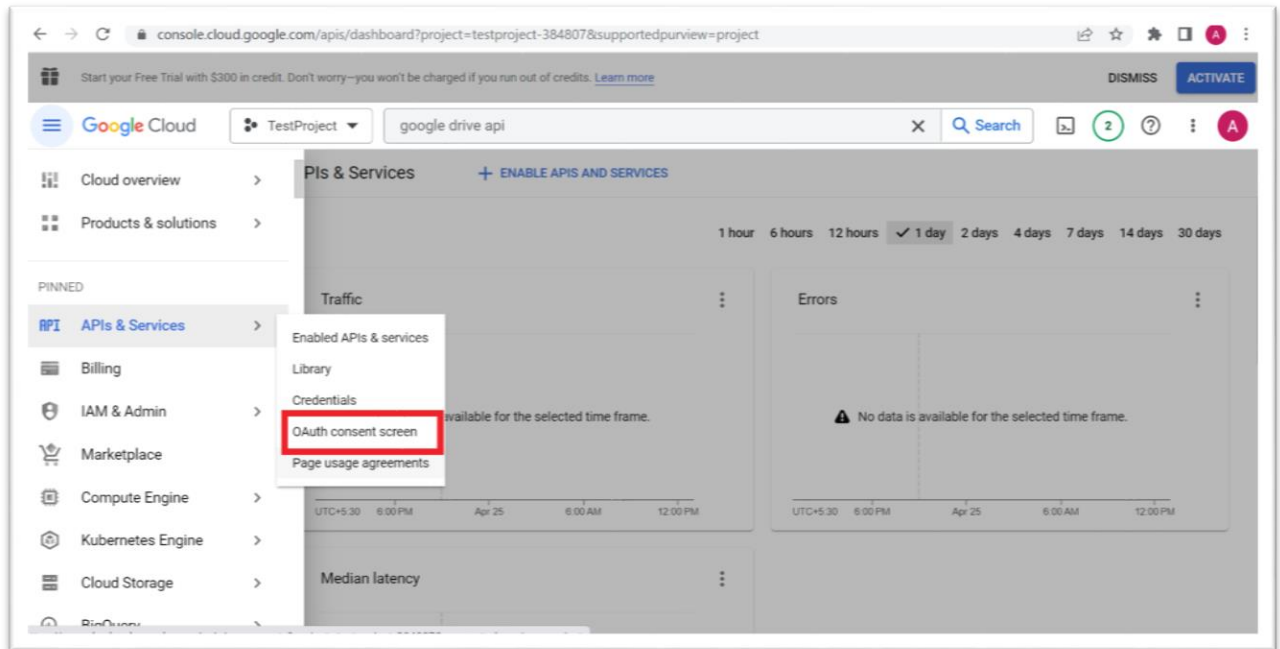 console.cloud.google.com/apis/dashboard?project=testproject-384807&supportedpurview=project
A
Start your Free Trial with $300 in credit. Don't worry—you won't be charged if you run out of credits. Learn more
DISMISS
ACTIVATE
Google Cloud
TestProject
google drive api
Search
2
A
Cloud overview
Products & solutions
PINNED
API APIs & Services
Billing
IAM & Admin
Marketplace
Compute Engine
Kubernetes Engine
Cloud Storage
BigQuery
Enabled APIs & services
Library
Credentials
OAuth consent screen
Page usage agreements
PIs & Services
ENABLE APIS AND SERVICES
1 hour 6 hours 12 hours 1 day 2 days 4 days 7 days 14 days 30 days
Traffic
available for the selected time frame.
UTC+5:30 6:00 PM Apr 25 6:00 AM 12:00 PM
Errors
No data is available for the selected time frame.
UTC+5:30 6:00 PM Apr 25 6:00 AM 12:00 PM
Median latency